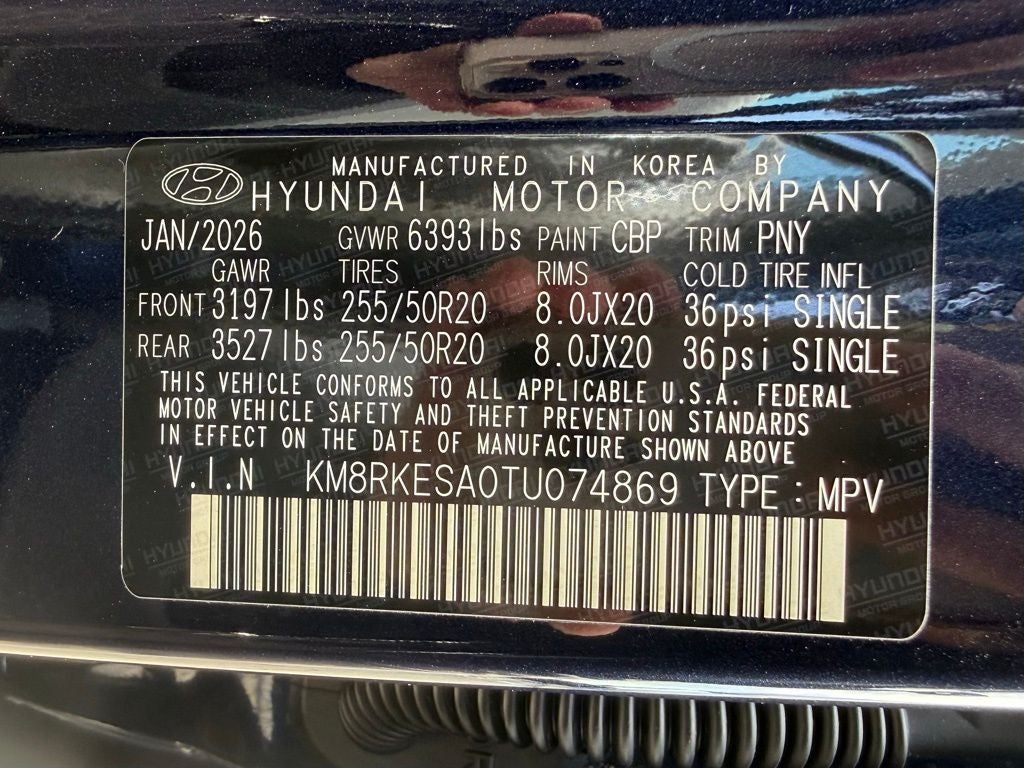 MANUFACTURED IN KOREA BY
HYUNDAI MOTOR COMPANY
JAN/2026 GVWR 6393lbs PAINT CBP TRIM PNY
GAWR TIRES RIMS COLD TIRE INFL
FRONT 3197lbs 255/50R20 8.0JX20 36psi SINGLE
REAR 3527lbs 255/50R20 8.0JX20 36psi SINGLE
THIS VEHICLE CONFORMS TO ALL APPLICABLE U.S.A. FEDERAL
MOTOR VEHICLE SAFETY AND THEFT PREVENTION STANDARDS
IN EFFECT ON THE DATE OF MANUFACTURE SHOWN ABOVE
V.I.N KM8RKESA0TU074869 TYPE : MPV